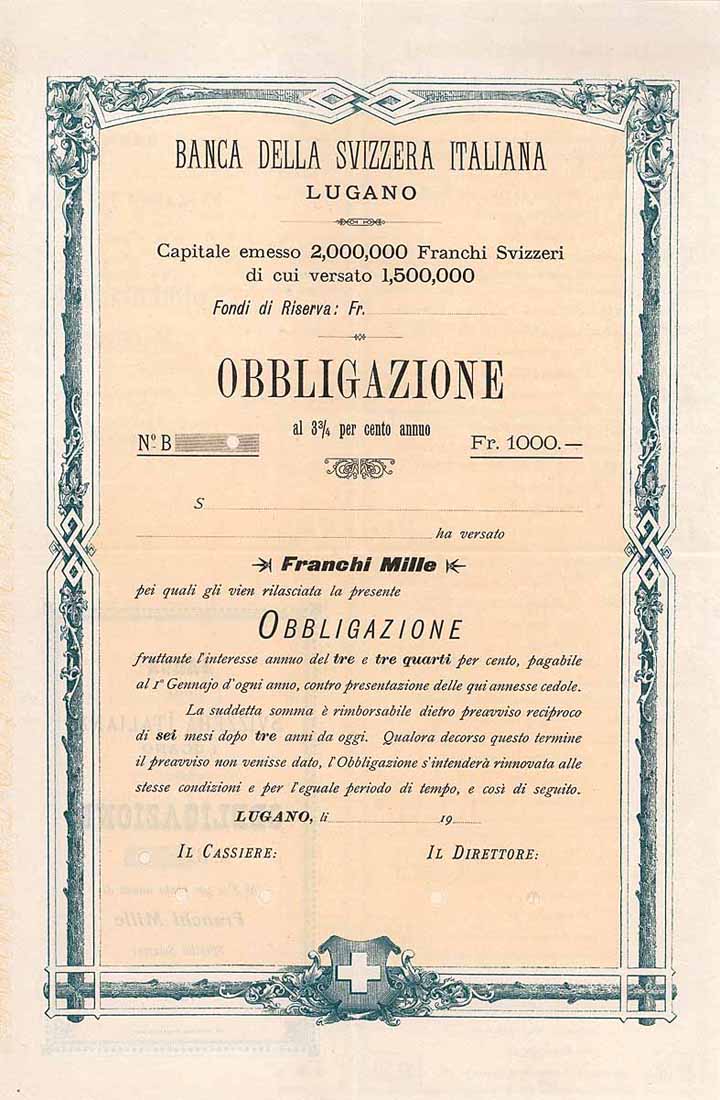 BANCA DELLA SVIZZERA ITALIANA
LUGANO
Capitale emesso 2,000,000 Franchi Svizzeri
di cui versato 1,500,000
Fondi di Riserva: Fr.
OBBLIGAZIONE
al 3¾ per cento annuo
Nº B
Fr. 1000.—
S
ha versato
Franchi Mille
pei quali gli vien rilasciata la presente
OBBLIGAZIONE
fruttante l'interesse annuo del tre e tre quarti per cento, pagabile
al 1º Gennajo d'ogni anno, contro presentazione delle qui annesse cedole.
La suddetta somma è rimborsabile dietro preavviso reciproco
di sei mesi dopo tre anni da oggi. Qualora decorso questo termine
il preavviso non venisse dato, l'Obbligazione s'intenderà rinnovata alle
stesse condizioni e per l'eguale periodo di tempo, e così di seguito.
LUGANO, li 19
IL CASSIERE:
IL DIRETTORE: